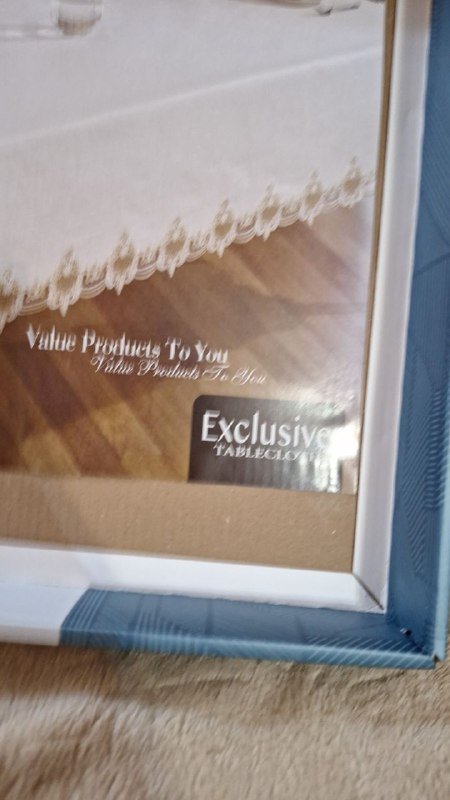 Value Products To You
Value Products To You
Exclusive
TABLECLOTH